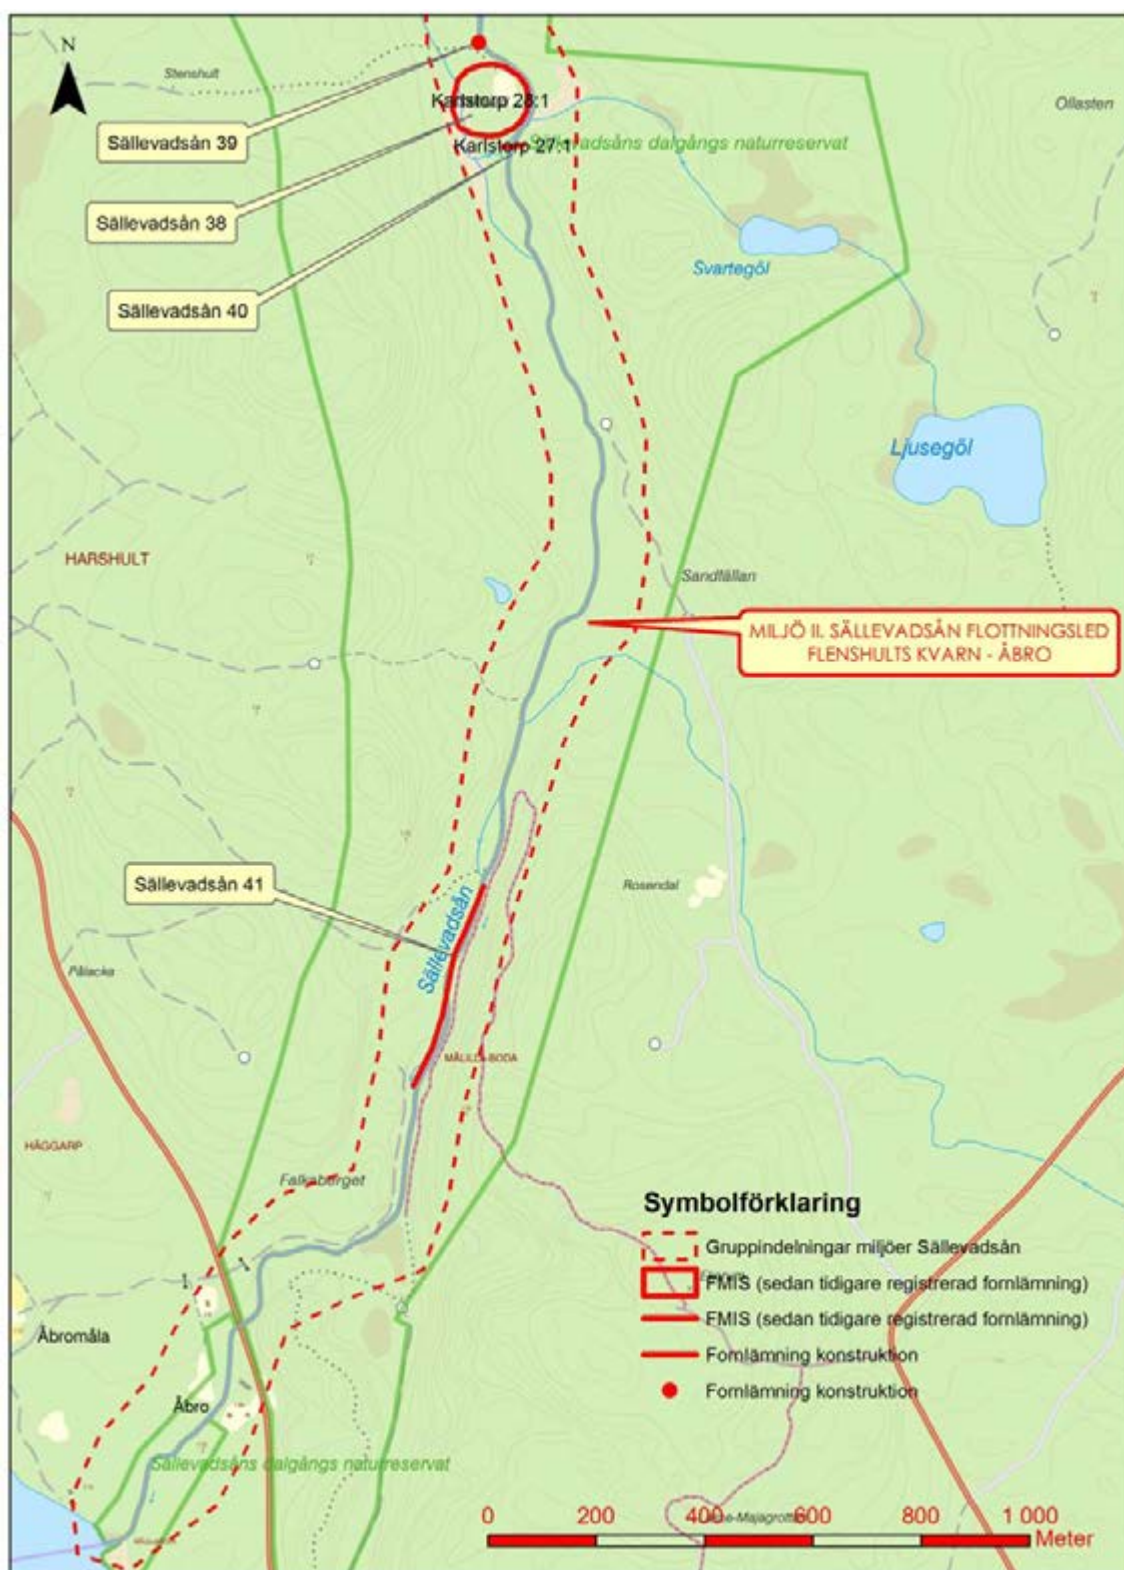 N
Stenshult
Ollasten
Sällevadsån 39
Karlstorp 28:1
Karlstorp 27:1
Sällevadsåns dalgångs naturreservat
Sällevadsån 38
Svartegöl
Sällevadsån 40
Ljusegöl
HARSHULT
Sandfällan
MILJÖ II. SÄLLEVADSÅN FLOTTNINGSLED
FLENSHULTS KVARN - ÅBRO
Sällevadsån 41
Rosendal
Sällevadsån
Pålacke
MÅLILLA-BODA
HÄGGARP
Falkaberget
Symbolförklaring
Gruppindelningar miljöer Sällevadsån
FMIS (sedan tidigare registrerad fornlämning)
FMIS (sedan tidigare registrerad fornlämning)
Fornlämning konstruktion
Fornlämning konstruktion
Åbromåla
Åbro
Sällevadsåns dalgångs naturreservat
0 200 400 600 800 1 000
Meter